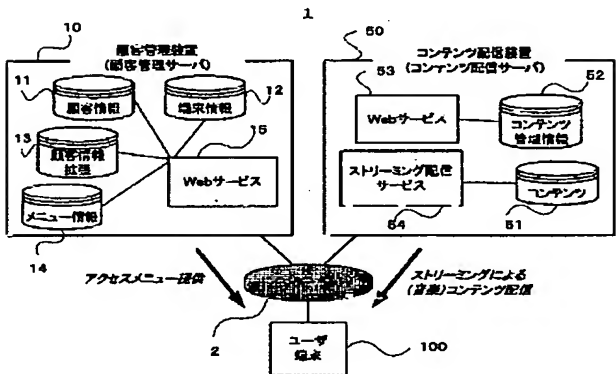 1
10
顧客管理装置
(顧客管理サーバ)
11
顧客情報
12
端末情報
13
顧客情報
拡張
15
Webサービス
メニュー情報
14
50
コンテンツ配信装置
(コンテンツ配信サーバ)
53
52
Webサービス
コンテンツ
管理情報
ストリーミング配信
サービス
コンテンツ
54
51
アクセスメニュー提供
ストリーミングによる
(音楽)コンテンツ配信
2
ユーザ
端末
100